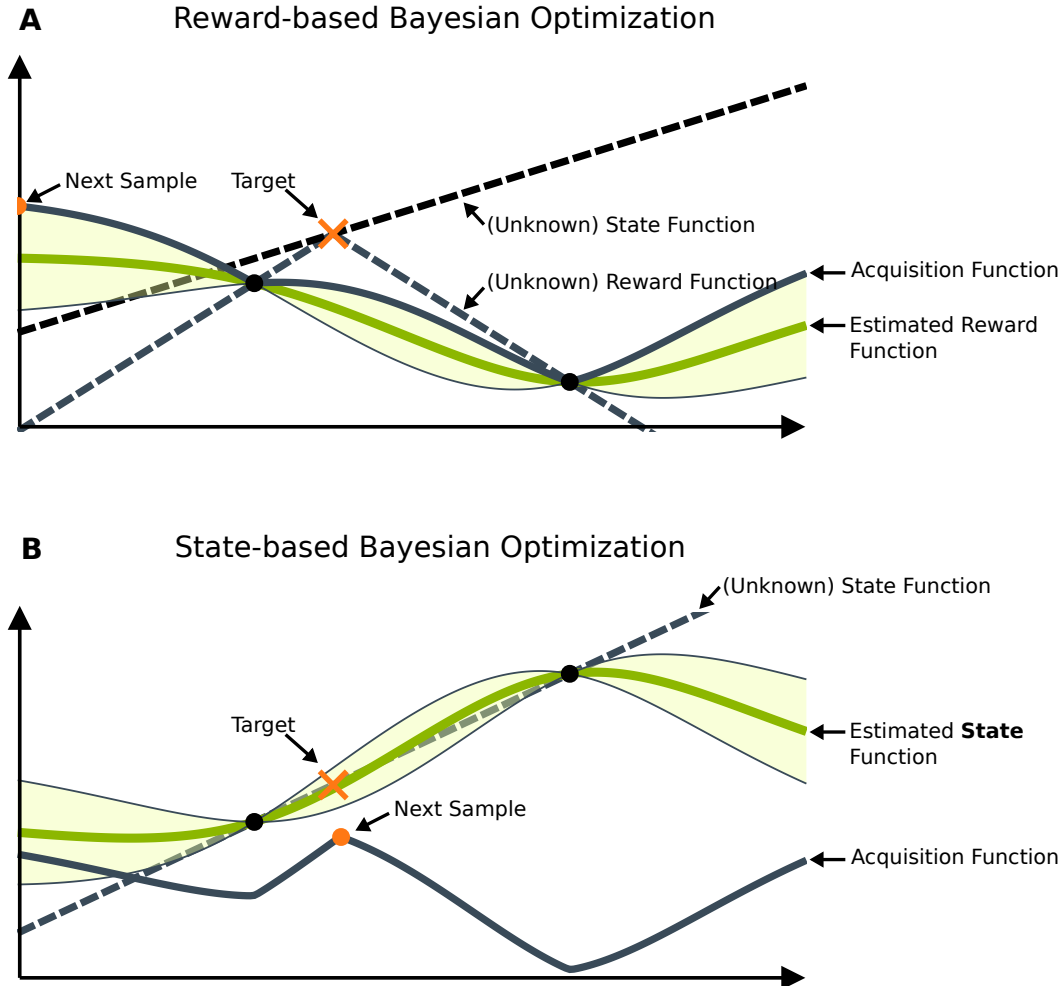 A
Reward-based Bayesian Optimization
Next Sample
Target
(Unknown) State Function
(Unknown) Reward Function
Acquisition Function
Estimated Reward
Function
B
State-based Bayesian Optimization
(Unknown) State Function
Target
Estimated State
Function
Next Sample
Acquisition Function